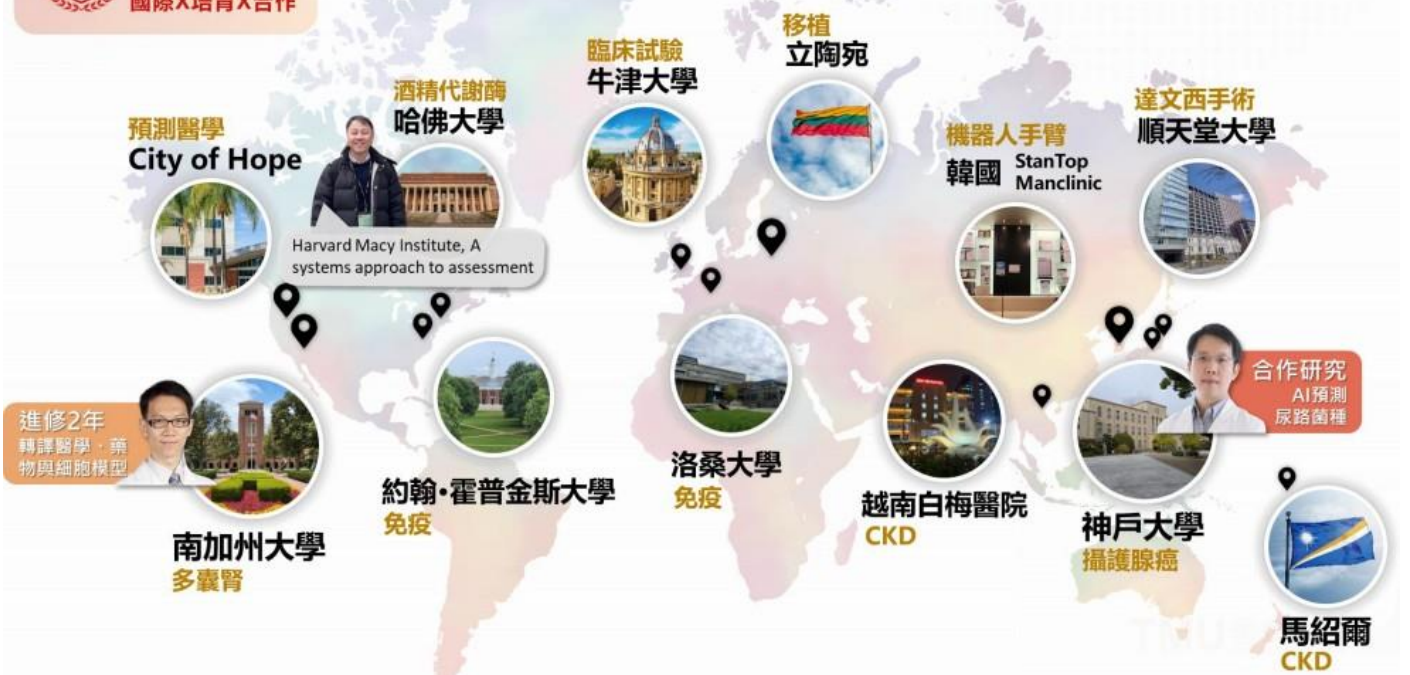 國際X培育X合作
預測醫學
City of Hope
酒精代謝酶
哈佛大學
Harvard Macy Institute, A
systems approach to assessment
臨床試驗
牛津大學
移植
立陶宛
機器人手臂
韓國 StanTop
Manclinic
達文西手術
順天堂大學
進修2年
轉譯醫學、藥
物與細胞模型
南加州大學
多囊腎
約翰•霍普金斯大學
免疫
洛桑大學
免疫
越南白梅醫院
CKD
神戶大學
攝護腺癌
合作研究
AI預測
尿路菌種
馬紹爾
CKD
TMU